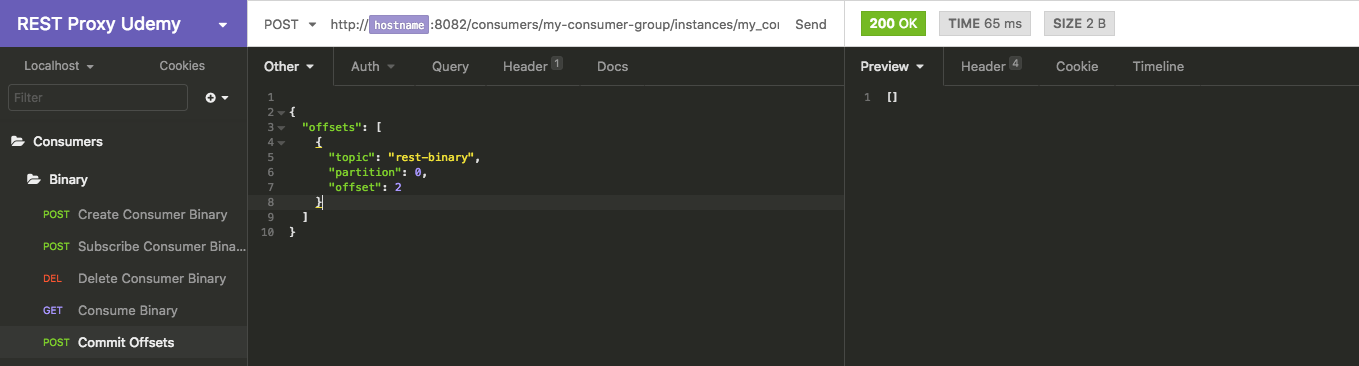 REST Proxy Udemy
POST http://hostname:8082/consumers/my-consumer-group/instances/my_con Send
200 OK TIME 65 ms SIZE 2 B
Localhost Cookies
Other Auth Query Header 1 Docs
Preview Header 4 Cookie Timeline
Filter
Consumers
Binary
POST Create Consumer Binary
POST Subscribe Consumer Bina...
DEL Delete Consumer Binary
GET Consume Binary
POST Commit Offsets
1
2 {
3 "offsets": [
4 {
5 "topic": "rest-binary",
6 "partition": 0,
7 "offset": 2
8 }
9 ]
10 }
1 []